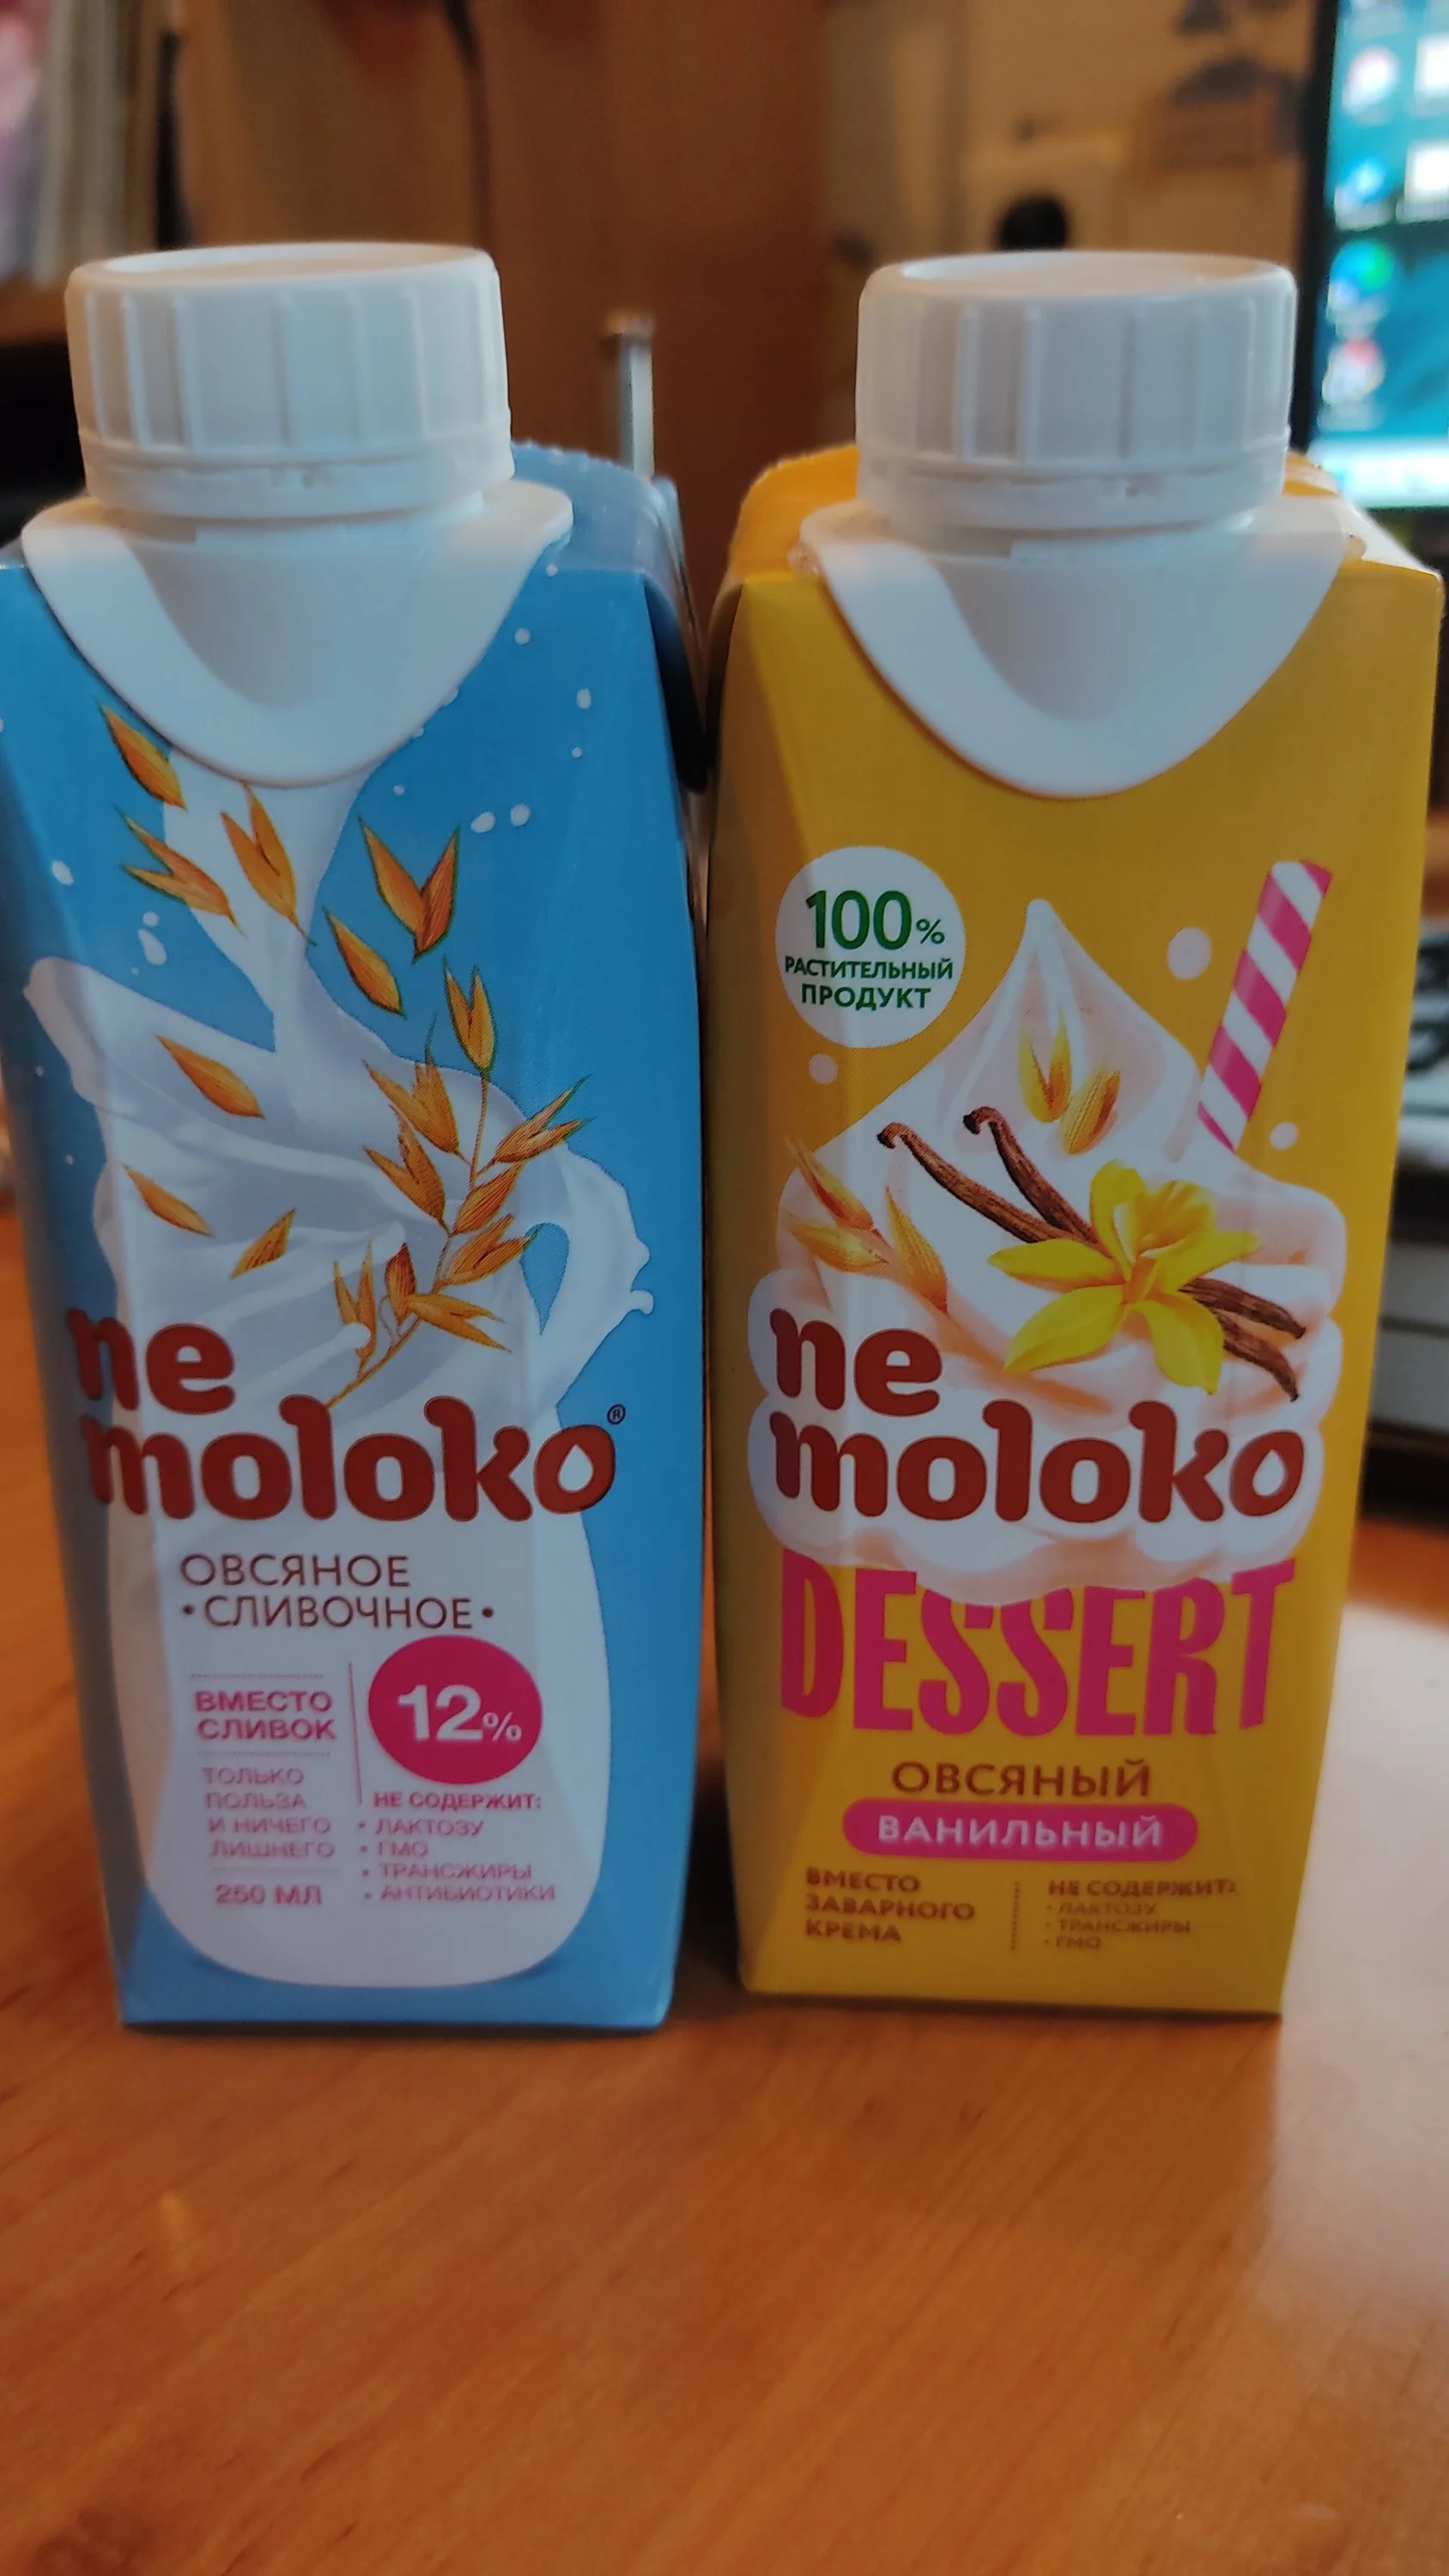 ne
moloko®
ОВСЯНОЕ
•СЛИВОЧНОЕ•
ВМЕСТО
СЛИВОК
ТОЛЬКО
ПОЛЬЗА
И НИЧЕГО
ЛИШНЕГО
250 МЛ
12%
НЕ СОДЕРЖИТ:
• ЛАКТОЗУ
• ГМО
• ТРАНСЖИРЫ
• АНТИБИОТИКИ
100%
РАСТИТЕЛЬНЫЙ
ПРОДУКТ
ne
moloko
DESSERT
ОВСЯНЫЙ
ВАНИЛЬНЫЙ
ВМЕСТО
ЗАВАРНОГО
КРЕМА
НЕ СОДЕРЖИТ:
• ЛАКТОЗУ
• ТРАНСЖИРЫ
• ГМО